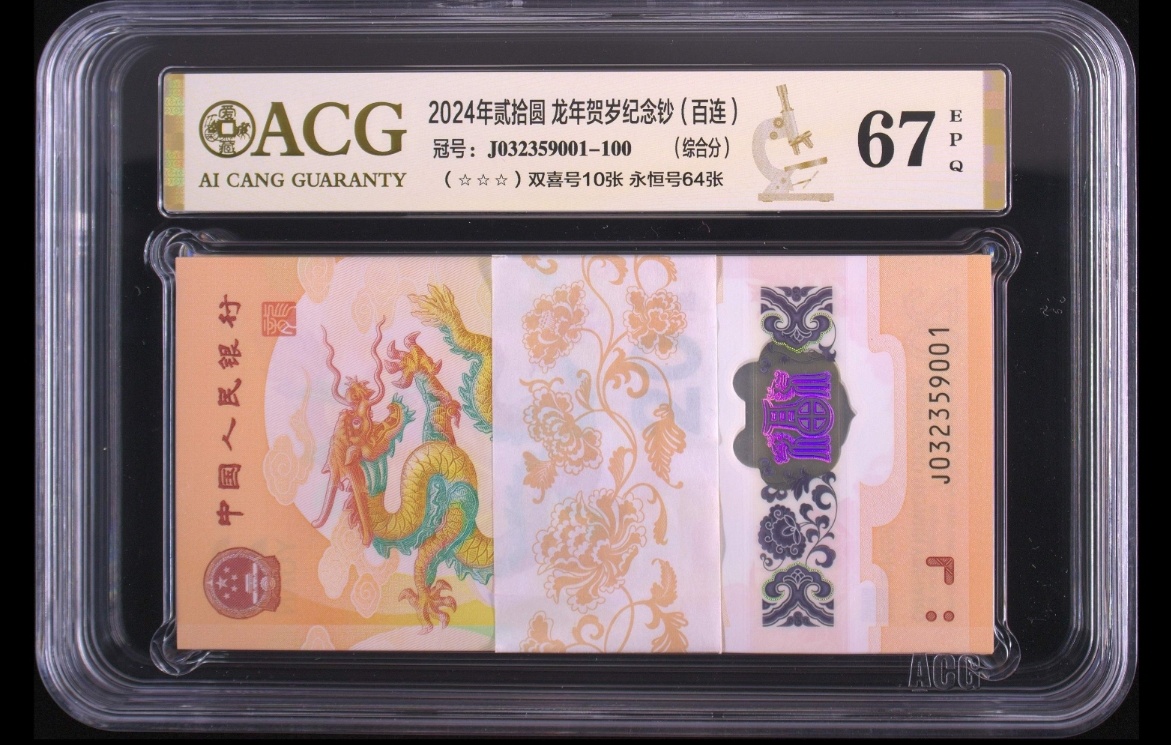 ACG
AI CANG GUARANTY
2024年贰拾圆 龙年贺岁纪念钞（百连）
冠号：J032359001-100 （综合分）
（☆☆☆）双喜号10张 永恒号64张
67
EPQ
中国人民银行
J032359001
ACG